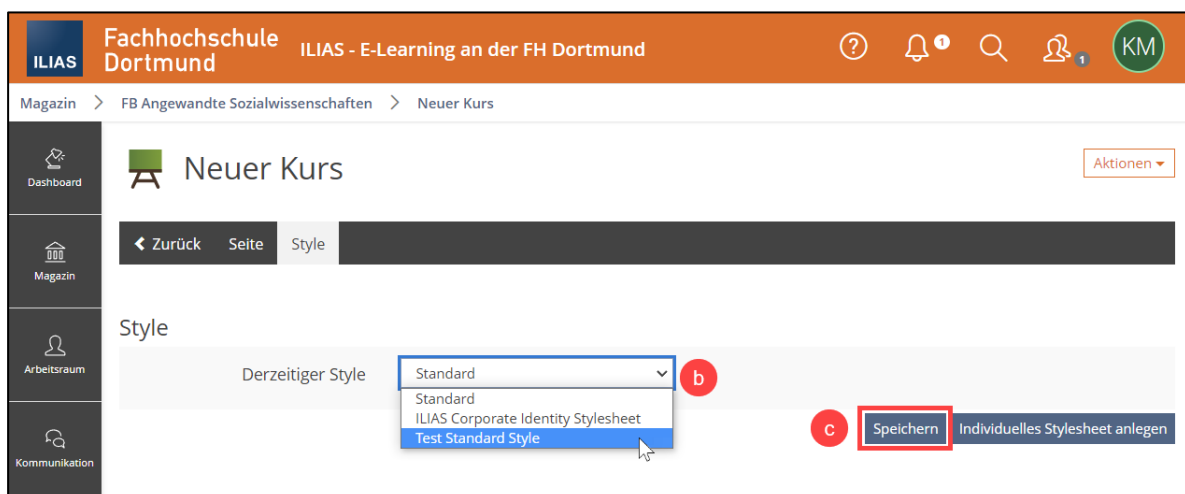 ILIAS
Fachhochschule
Dortmund
ILIAS - E-Learning an der FH Dortmund
?
1
1
KM
Magazin > FB Angewandte Sozialwissenschaften > Neuer Kurs
Dashboard
Neuer Kurs
Aktionen
Zurück Seite Style
Magazin
Style
Arbeitsraum
Derzeitiger Style
Standard
b
Standard
ILIAS Corporate Identity Stylesheet
Test Standard Style
c
Speichern
Individuelles Stylesheet anlegen
Kommunikation